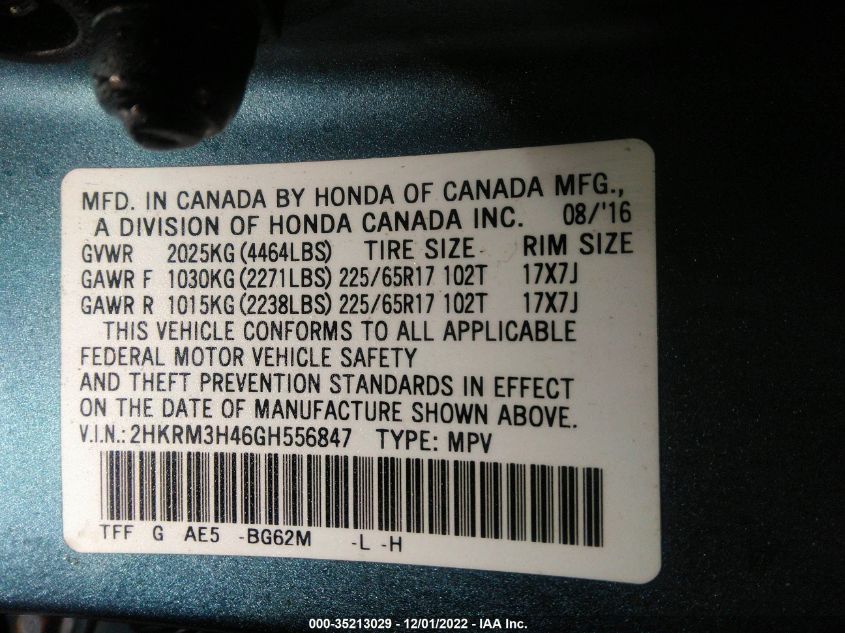 MFD. IN CANADA BY HONDA OF CANADA MFG.,
A DIVISION OF HONDA CANADA INC. 08/'16
GVWR 2025KG (4464LBS) TIRE SIZE RIM SIZE
GAWR F 1030KG (2271LBS) 225/65R17 102T 17X7J
GAWR R 1015KG (2238LBS) 225/65R17 102T 17X7J
THIS VEHICLE CONFORMS TO ALL APPLICABLE
FEDERAL MOTOR VEHICLE SAFETY
AND THEFT PREVENTION STANDARDS IN EFFECT
ON THE DATE OF MANUFACTURE SHOWN ABOVE.
V.I.N.: 2HKRM3H46GH556847 TYPE: MPV
TFF G AE5 -BG62M -L -H
000-35213029 - 12/01/2022 - IAA Inc.